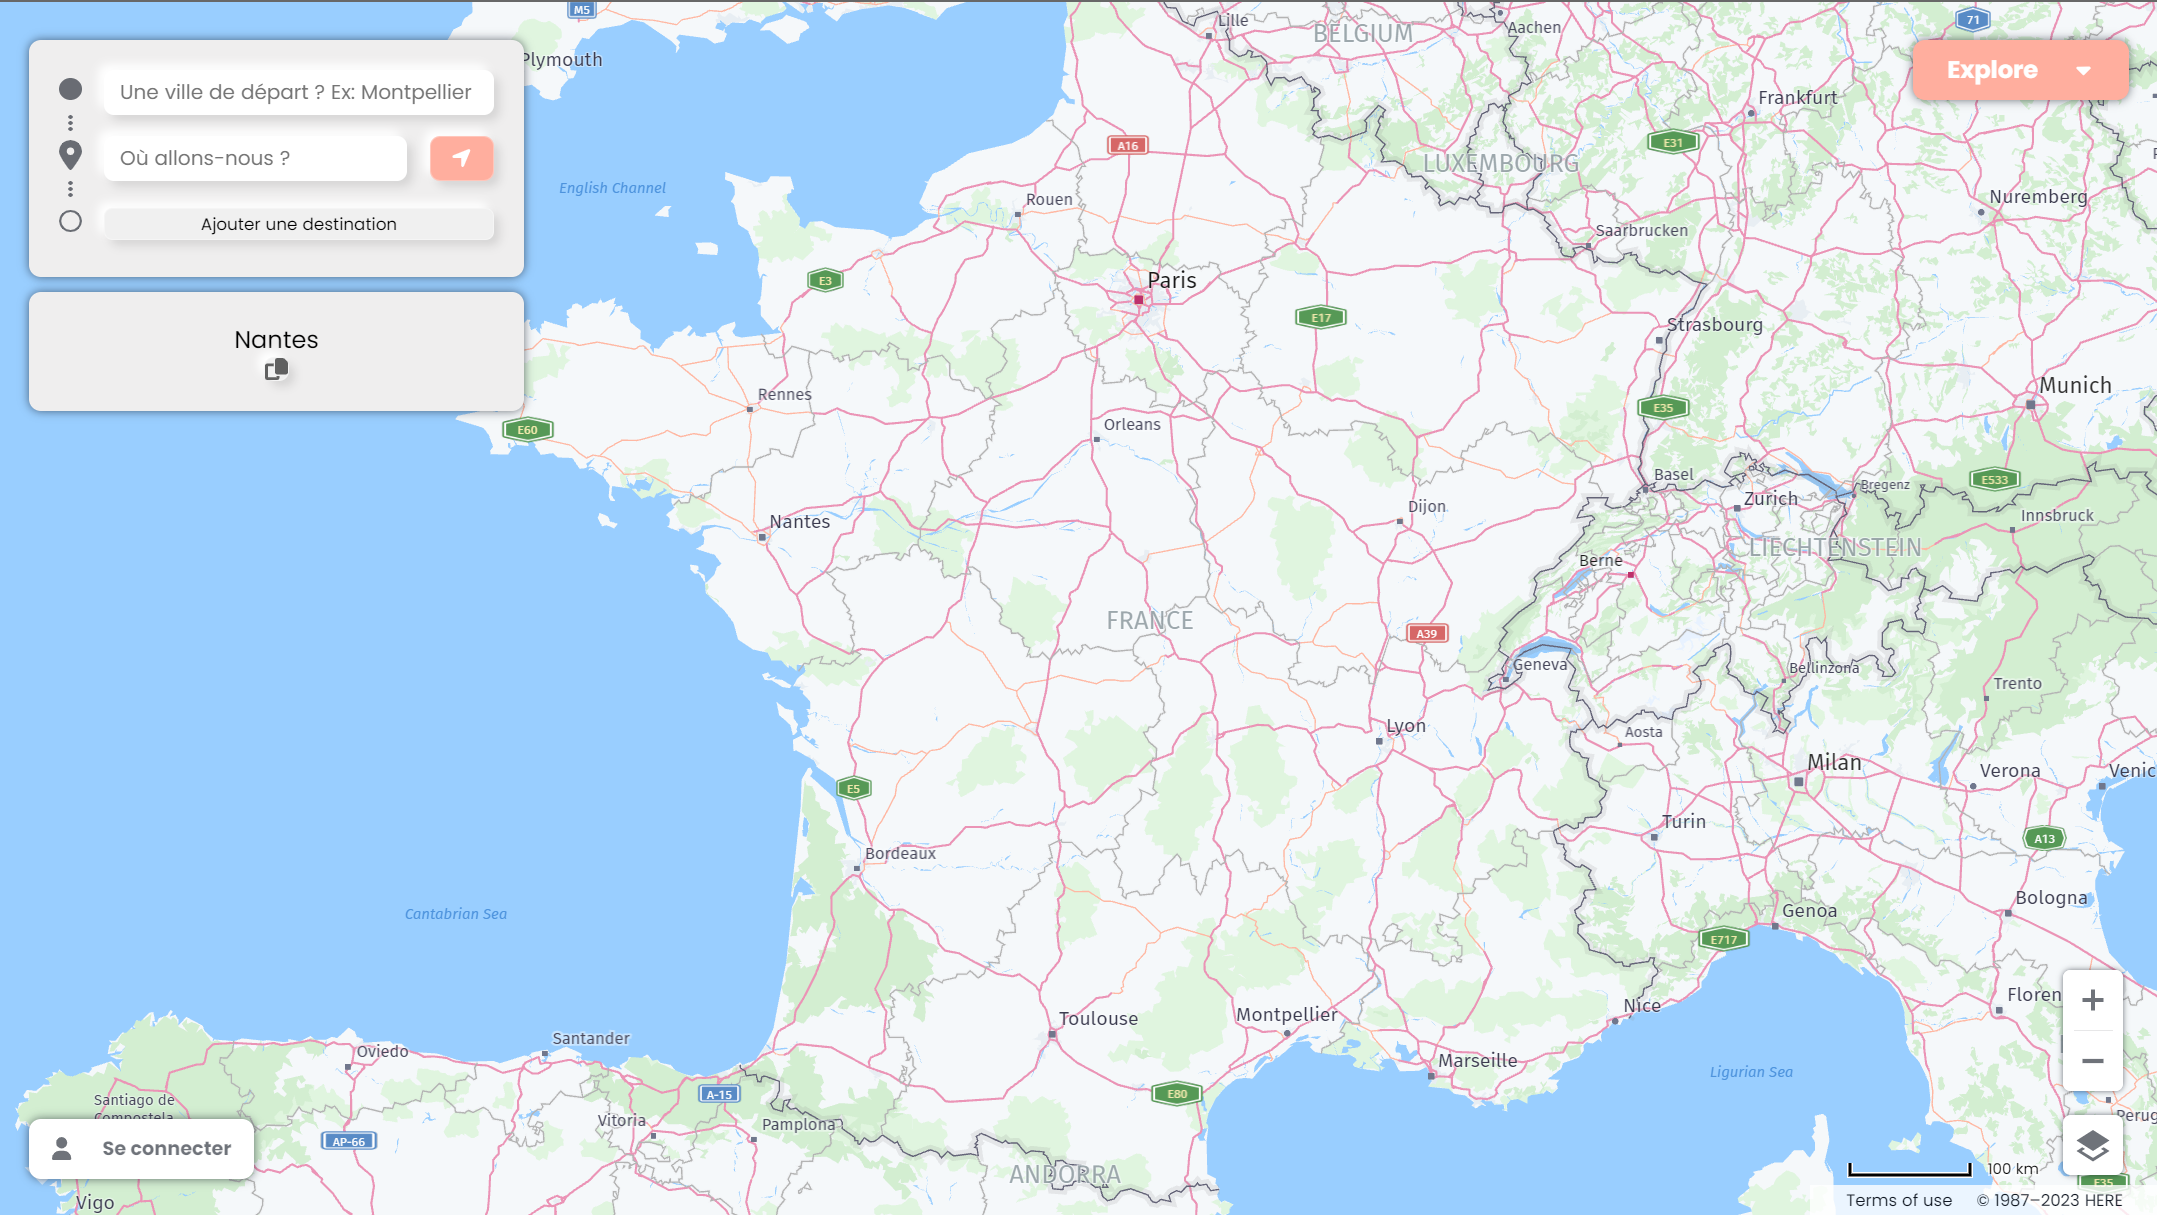 M5
Plymouth
Lille
BELGIUM
Aachen
71
Explore
Une ville de départ ? Ex: Montpellier
Frankfurt
Où allons-nous ?
A16
E31
LUXEMBOURG
English Channel
Rouen
Nuremberg
Ajouter une destination
Saarbrucken
E3
Paris
E17
Strasbourg
Nantes
Munich
Rennes
E35
Orleans
E60
Basel
E533
Zurich
Bregenz
Dijon
Innsbruck
Nantes
LIECHTENSTEIN
Berne
FRANCE
A39
Geneva
Bellinzona
Trento
Lyon
Aosta
Milan
Verona
Venic
E5
Turin
A13
Bordeaux
Bologna
Cantabrian Sea
Genoa
E717
Floren
Nice
Toulouse
Montpellier
Santander
Oviedo
Marseille
Ligurian Sea
Santiago de
Compostela
A-15
E80
Perug
Vitoria
Pamplona
AP-66
Se connecter
ANDORRA
100 km
E35
Vigo
Terms of use
© 1987–2023 HERE